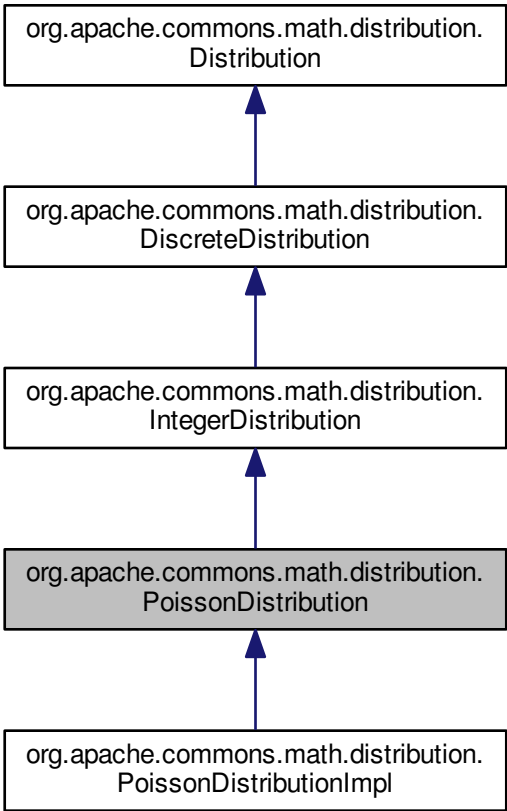 org.apache.commons.math.distribution.
Distribution
org.apache.commons.math.distribution.
DiscreteDistribution
org.apache.commons.math.distribution.
IntegerDistribution
org.apache.commons.math.distribution.
PoissonDistribution
org.apache.commons.math.distribution.
PoissonDistributionImpl